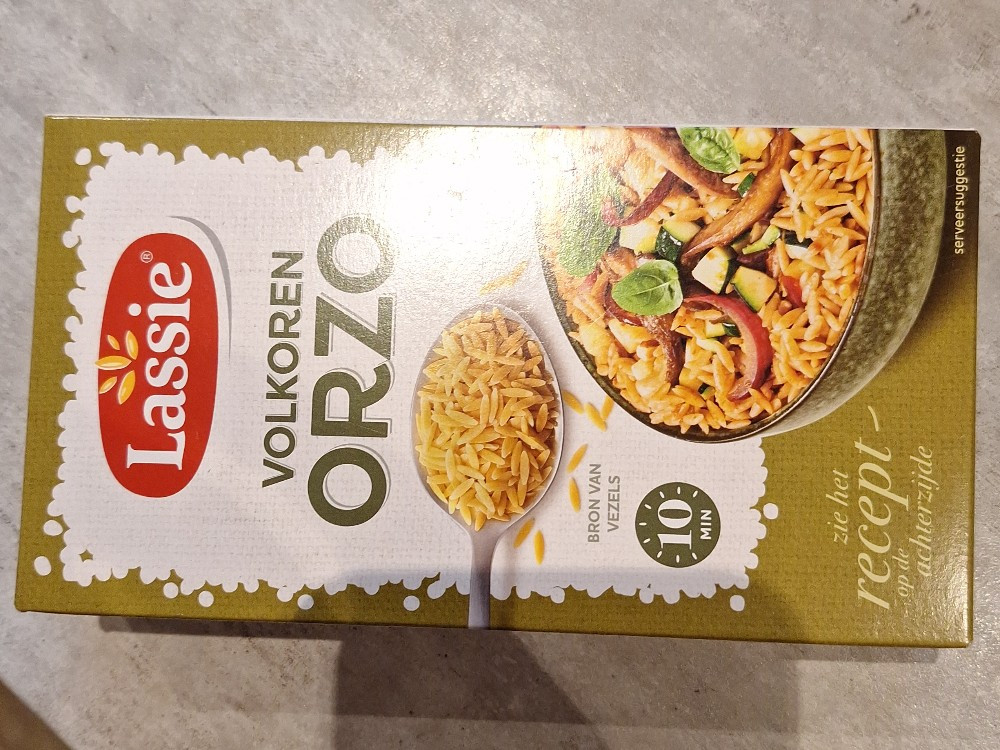 Lassie®
VOLKOREN
ORZO
BRON VAN
VEZELS
10
MIN
zie het
recept
op de
achterzijde
serveersuggestie